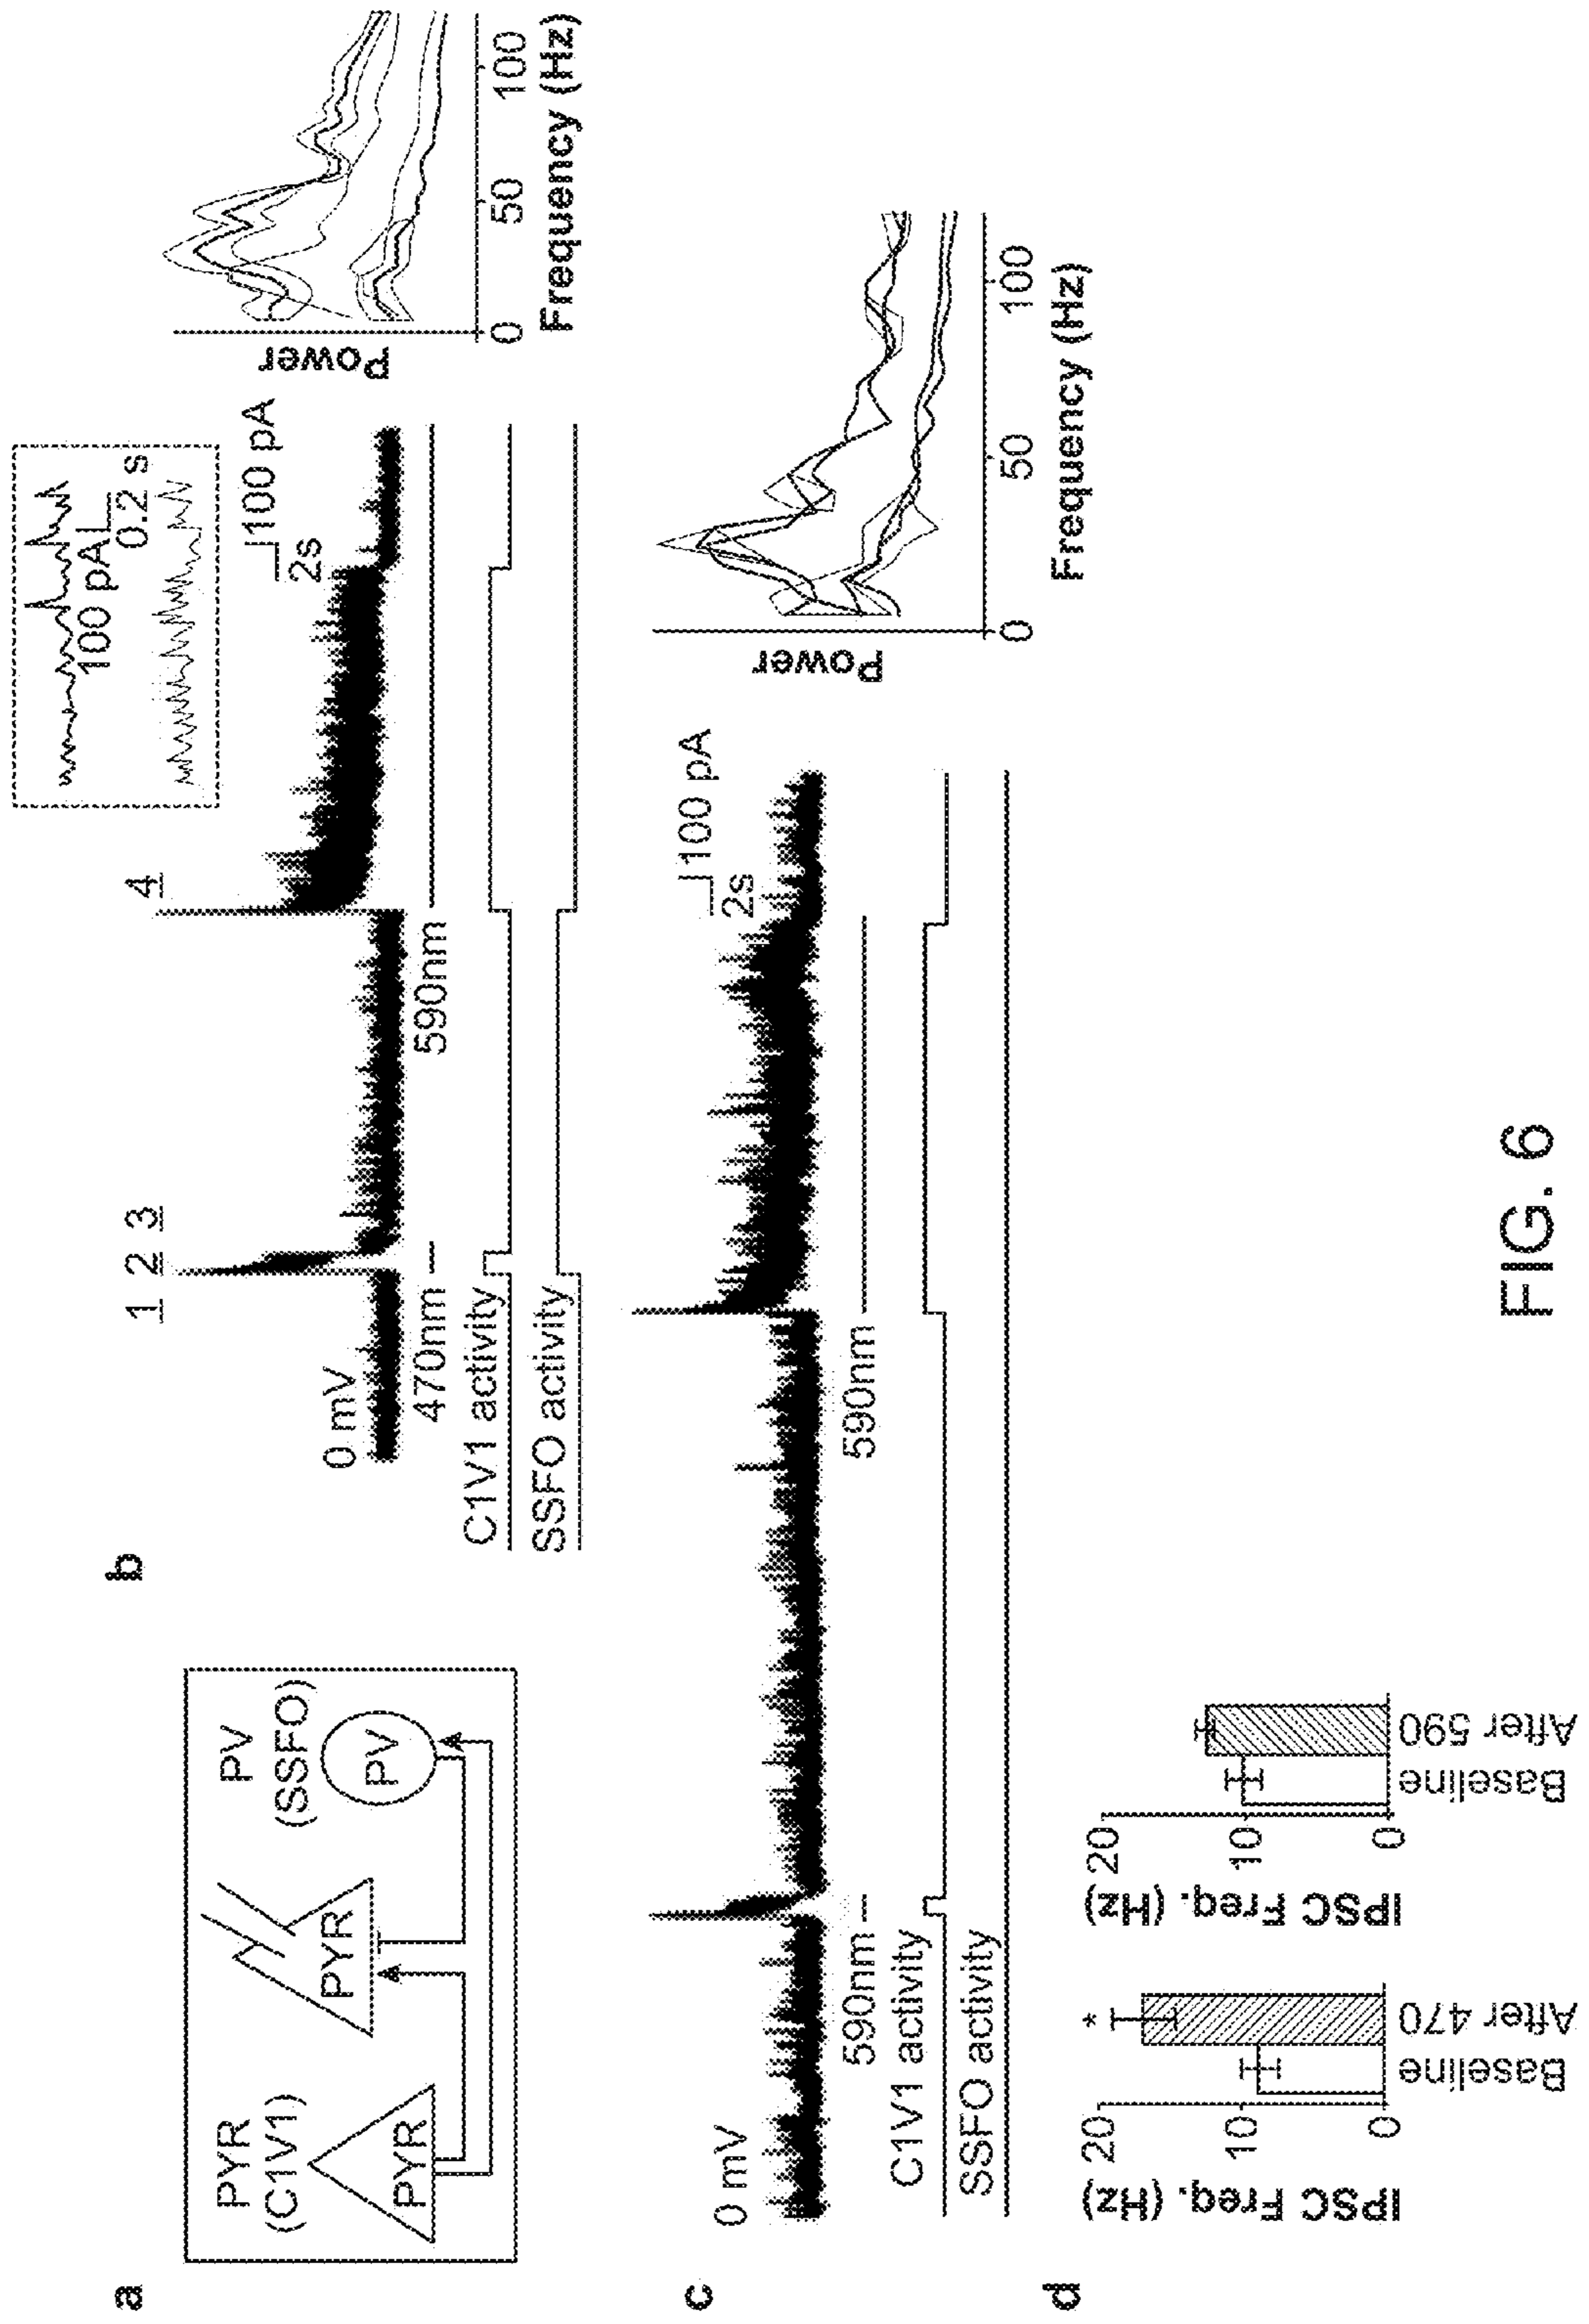 a
PYR
(C1V1)
PYR
PYR
PV
(SSFO)
PV
b
0 mV
1 2 3
4
470nm
590nm
C1V1 activity
SSFO activity
100 pA
2s
100 pA
0.2 s
Power
0 50 100
Frequency (Hz)
c
0 mV
590nm
590nm
C1V1 activity
SSFO activity
100 pA
2s
Power
0 50 100
Frequency (Hz)
d
IPSC Freq. (Hz)
20
10
0
*
Baseline
After 470
IPSC Freq. (Hz)
20
10
0
Baseline
After 590
FIG. 6